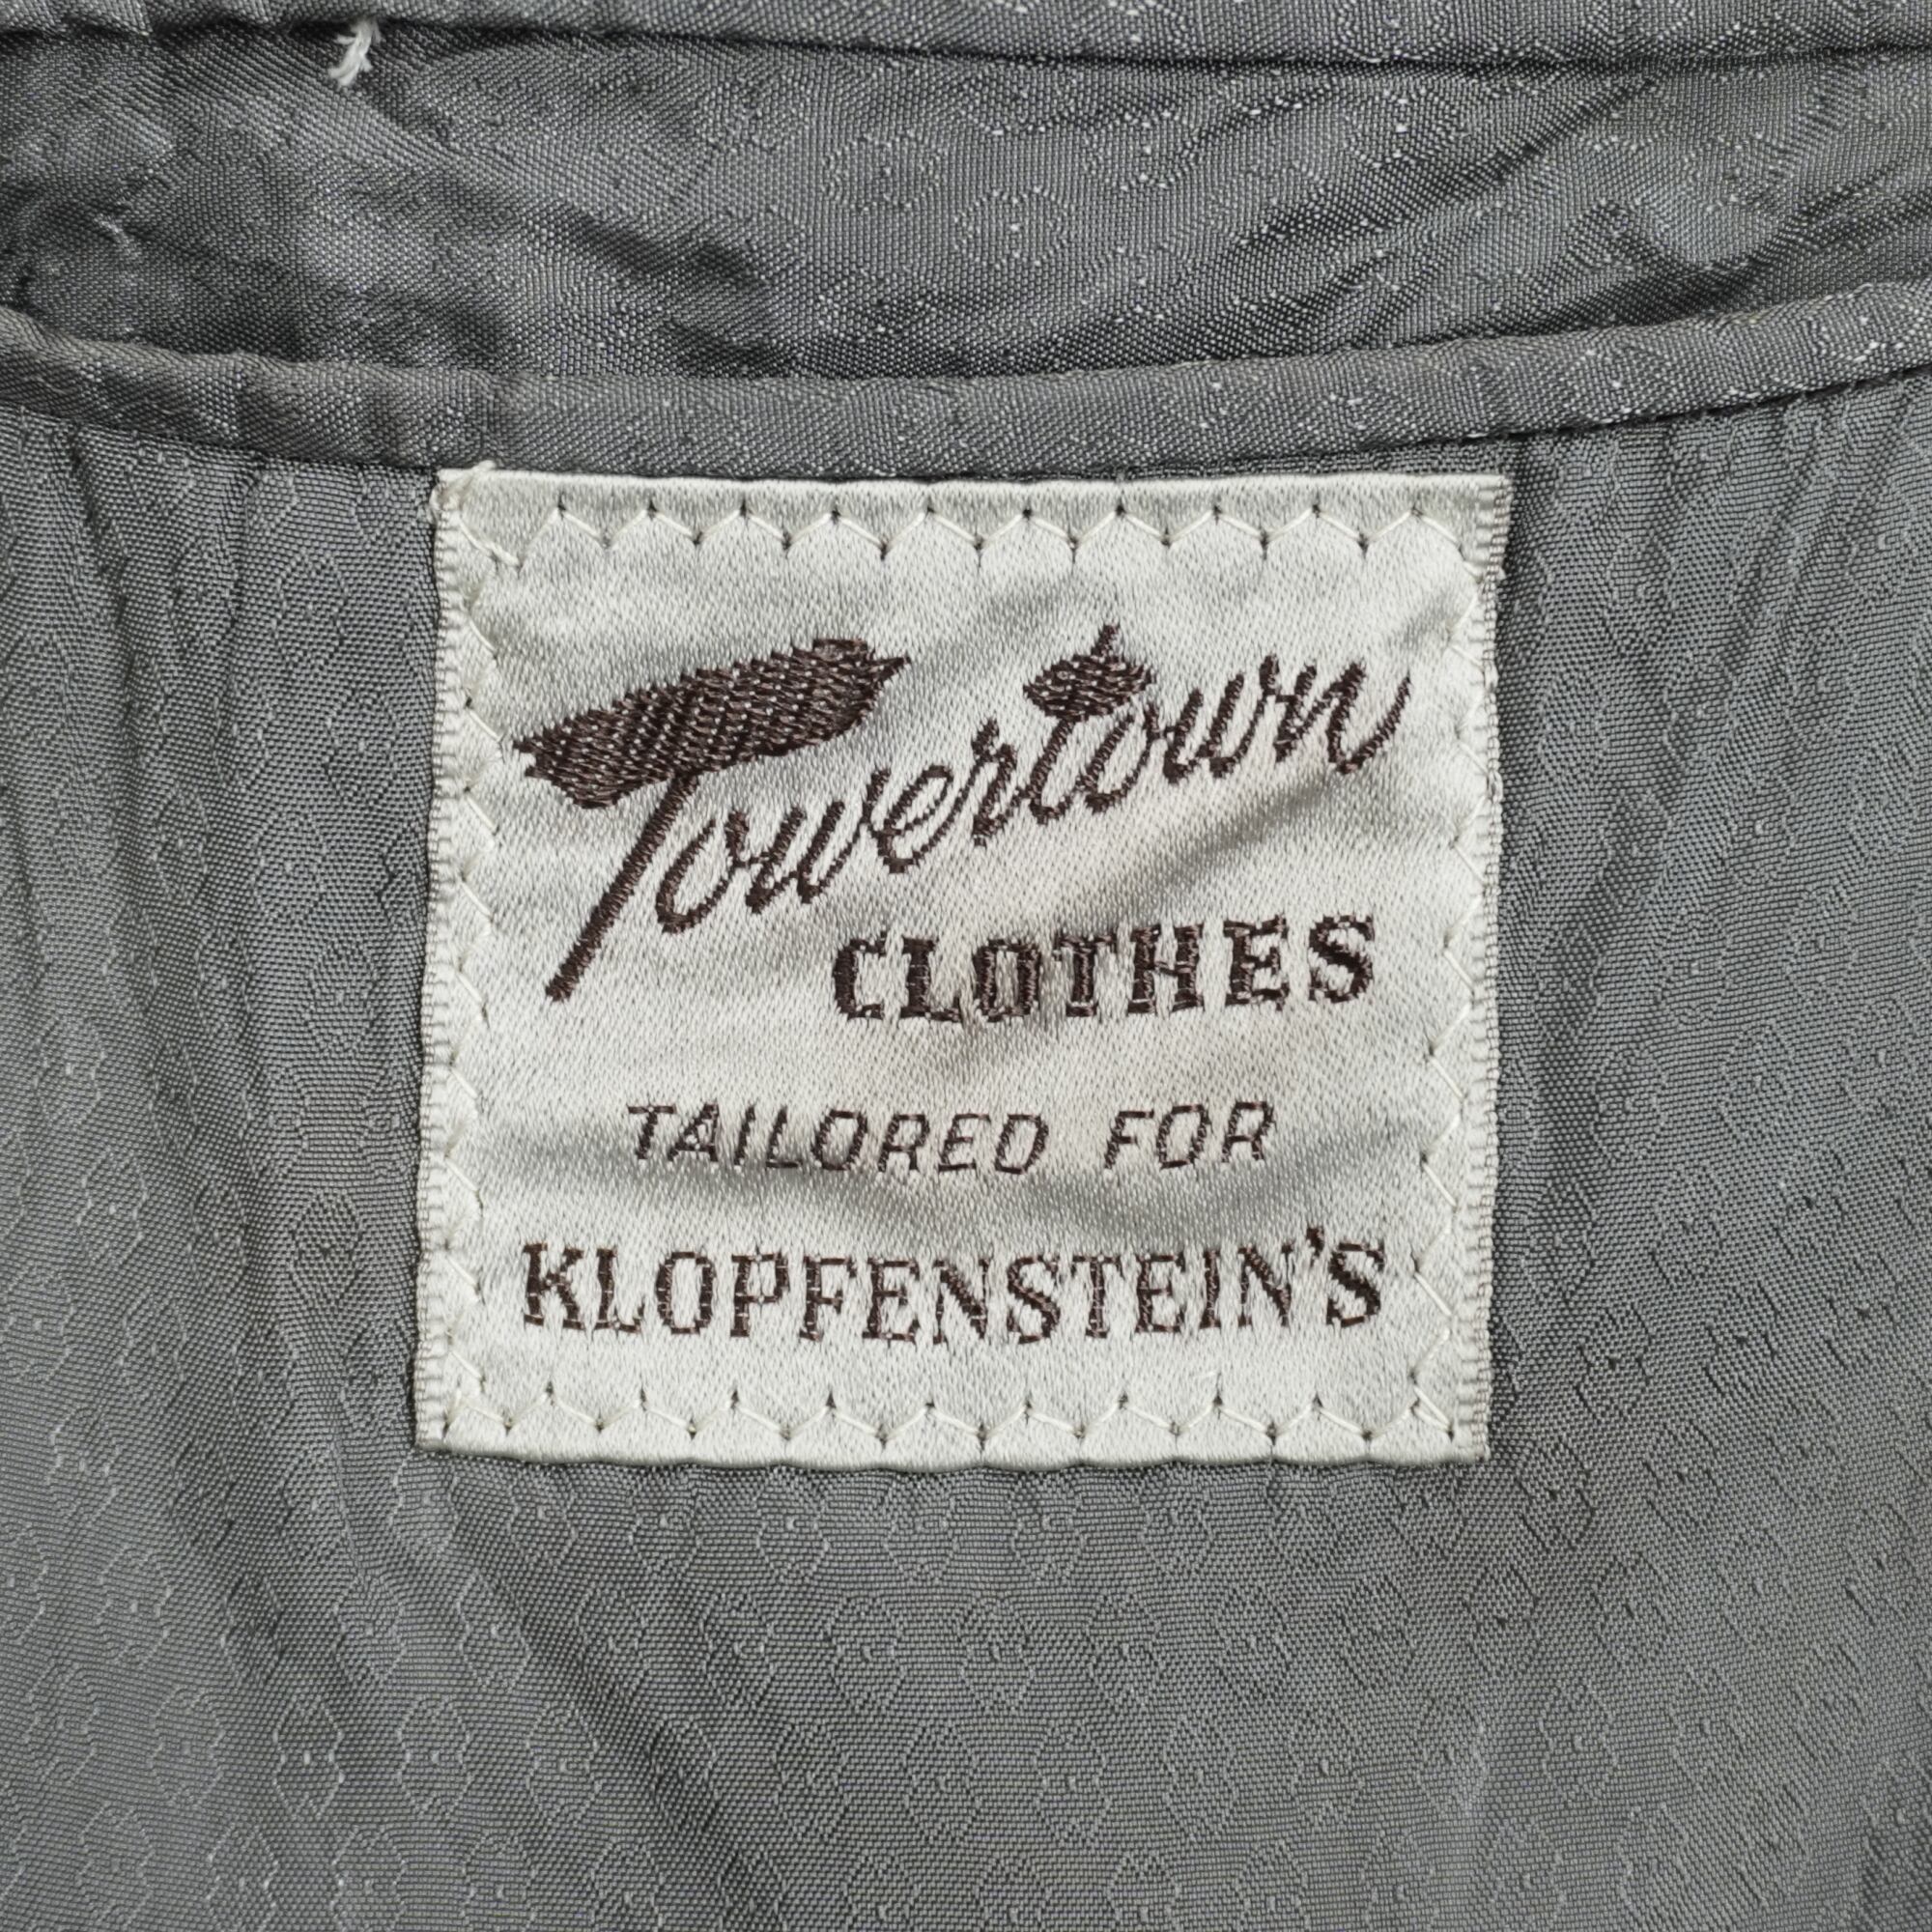 Towertown
CLOTHES
TAILORED FOR
KLOPFENSTEIN'S